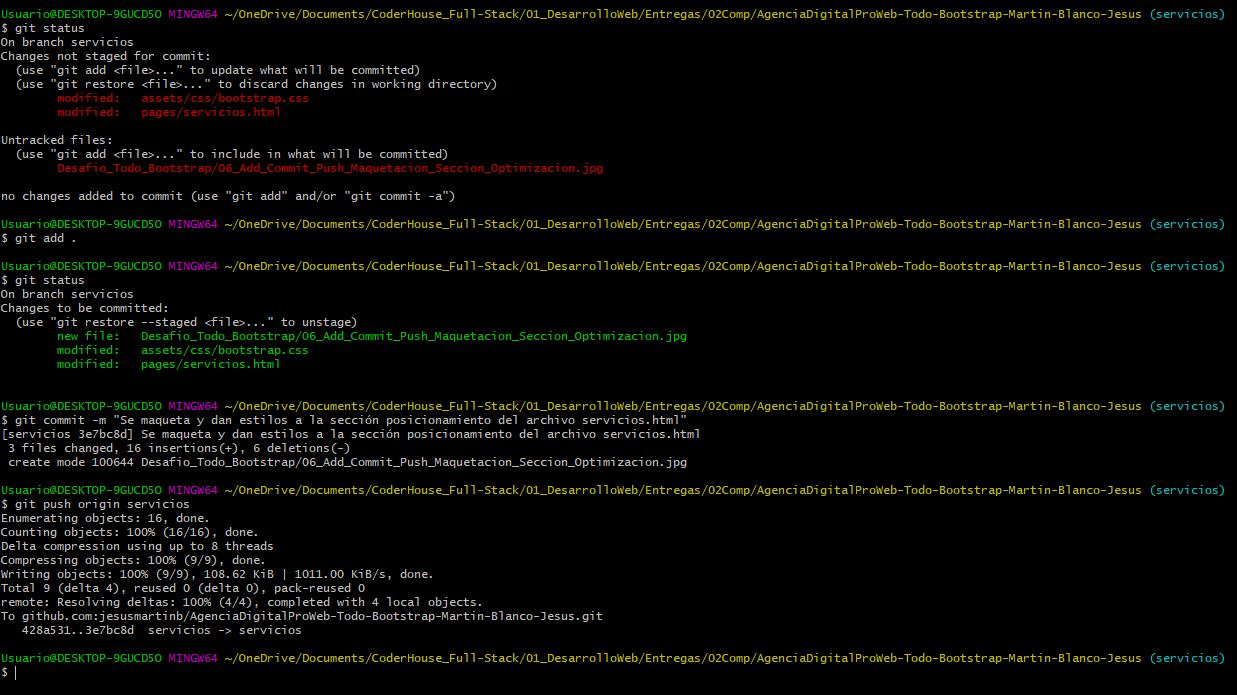 Usuario@DESKTOP-9GUCD5O MINGW64 ~/OneDrive/Documents/CoderHouse_Full-Stack/01_DesarrolloWeb/Entregas/02Comp/AgenciaDigitalProWeb-Todo-Bootstrap-Martin-Blanco-Jesus (servicios)
$ git status
On branch servicios
Changes not staged for commit:
  (use "git add <file>..." to update what will be committed)
  (use "git restore <file>..." to discard changes in working directory)
        modified:   assets/css/bootstrap.css
        modified:   pages/servicios.html

Untracked files:
  (use "git add <file>..." to include in what will be committed)
        Desafio_Todo_Bootstrap/06_Add_Commit_Push_Maquetacion_Seccion_Optimizacion.jpg

no changes added to commit (use "git add" and/or "git commit -a")

Usuario@DESKTOP-9GUCD5O MINGW64 ~/OneDrive/Documents/CoderHouse_Full-Stack/01_DesarrolloWeb/Entregas/02Comp/AgenciaDigitalProWeb-Todo-Bootstrap-Martin-Blanco-Jesus (servicios)
$ git add .

Usuario@DESKTOP-9GUCD5O MINGW64 ~/OneDrive/Documents/CoderHouse_Full-Stack/01_DesarrolloWeb/Entregas/02Comp/AgenciaDigitalProWeb-Todo-Bootstrap-Martin-Blanco-Jesus (servicios)
$ git status
On branch servicios
Changes to be committed:
  (use "git restore --staged <file>..." to unstage)
        new file:   Desafio_Todo_Bootstrap/06_Add_Commit_Push_Maquetacion_Seccion_Optimizacion.jpg
        modified:   assets/css/bootstrap.css
        modified:   pages/servicios.html

Usuario@DESKTOP-9GUCD5O MINGW64 ~/OneDrive/Documents/CoderHouse_Full-Stack/01_DesarrolloWeb/Entregas/02Comp/AgenciaDigitalProWeb-Todo-Bootstrap-Martin-Blanco-Jesus (servicios)
$ git commit -m "Se maqueta y dan estilos a la sección posicionamiento del archivo servicios.html"
[servicios 3e7bc8d] Se maqueta y dan estilos a la sección posicionamiento del archivo servicios.html
 3 files changed, 16 insertions(+), 6 deletions(-)
 create mode 100644 Desafio_Todo_Bootstrap/06_Add_Commit_Push_Maquetacion_Seccion_Optimizacion.jpg

Usuario@DESKTOP-9GUCD5O MINGW64 ~/OneDrive/Documents/CoderHouse_Full-Stack/01_DesarrolloWeb/Entregas/02Comp/AgenciaDigitalProWeb-Todo-Bootstrap-Martin-Blanco-Jesus (servicios)
$ git push origin servicios
Enumerating objects: 16, done.
Counting objects: 100% (16/16), done.
Delta compression using up to 8 threads
Compressing objects: 100% (9/9), done.
Writing objects: 100% (9/9), 108.62 KiB | 1011.00 KiB/s, done.
Total 9 (delta 4), reused 0 (delta 0), pack-reused 0
remote: Resolving deltas: 100% (4/4), completed with 4 local objects.
To github.com:jesusmartinb/AgenciaDigitalProWeb-Todo-Bootstrap-Martin-Blanco-Jesus.git
   428a531..3e7bc8d  servicios -> servicios

Usuario@DESKTOP-9GUCD5O MINGW64 ~/OneDrive/Documents/CoderHouse_Full-Stack/01_DesarrolloWeb/Entregas/02Comp/AgenciaDigitalProWeb-Todo-Bootstrap-Martin-Blanco-Jesus (servicios)
$